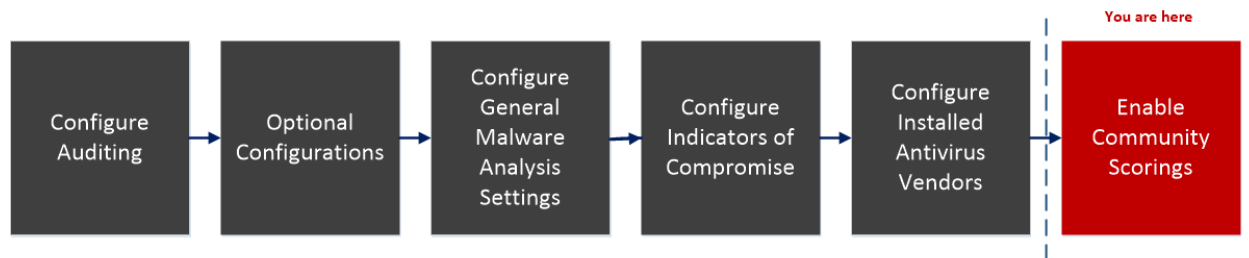 You are here
Configure
Auditing
Optional
Configurations
Configure
General
Malware
Analysis
Settings
Configure
Indicators of
Compromise
Configure
Installed
Antivirus
Vendors
Enable
Community
Scorings